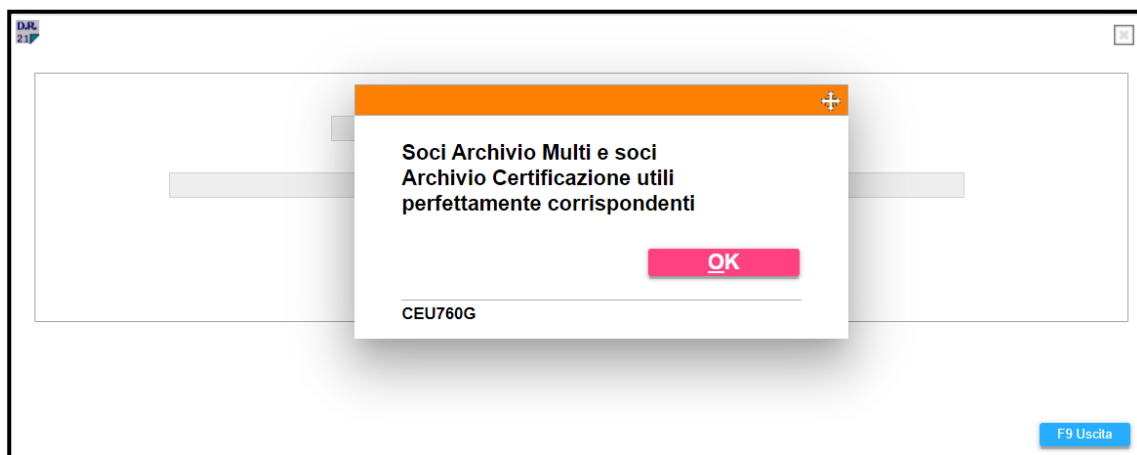 D.R.
21
Soci Archivio Multi e soci
Archivio Certificazione utili
perfettamente corrispondenti
OK
CEU760G
F9 Uscita